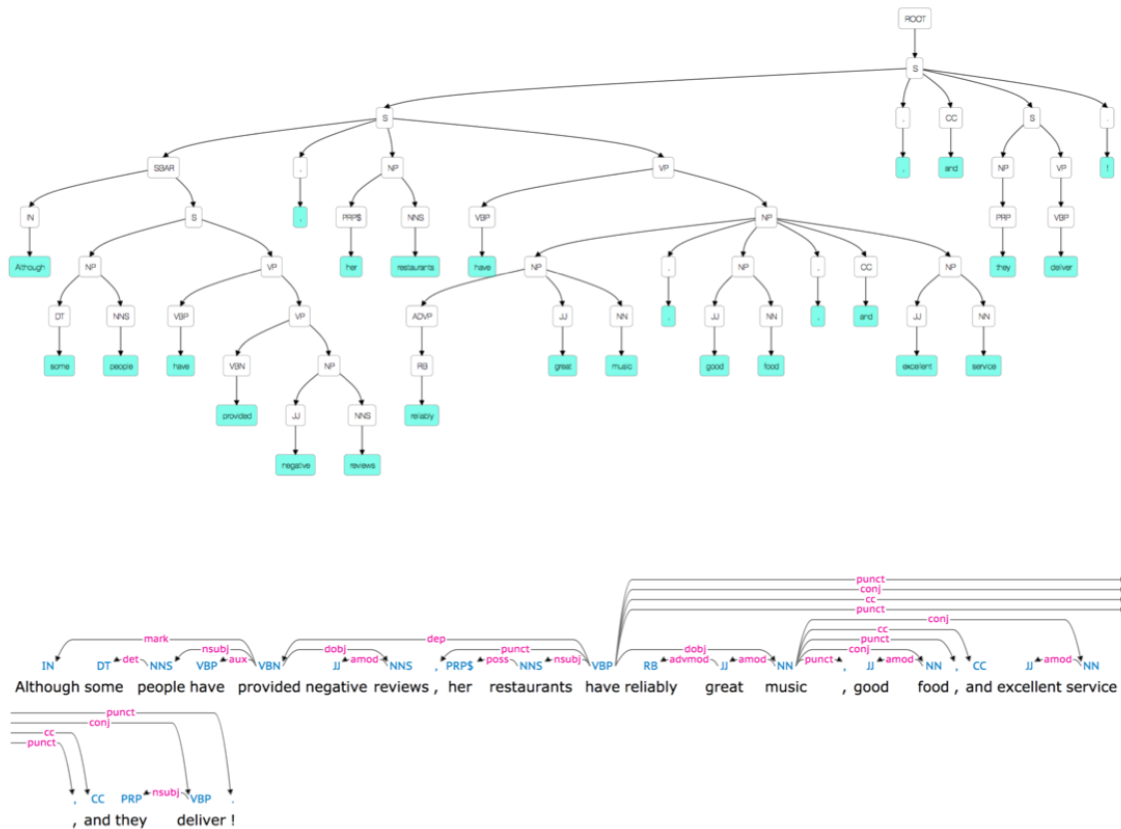 ROOT
S
S , CC S .
SBAR , NP VP , and NP VP !
IN S , PRP$ NNS VBP NP PRP VBP
Although NP VP her restaurants have NP , NP , CC NP they deliver
DT NNS VBP VP ADVP JJ NN , JJ NN , and JJ NN
some people have VBN NP RB great music good food excellent service
provided JJ NNS reliably
negative reviews
punct
conj
cc
punct
conj
cc
mark dep punct
nsubj dobj punct dobj conj
IN DT det NNS VBP aux VBN JJ amod NNS , PRP$ poss NNS nsubj VBP RB advmod JJ amod NN punct , JJ amod NN , CC JJ amod NN
Although some people have provided negative reviews , her restaurants have reliably great music , good food , and excellent service
punct
conj
cc
punct
, CC PRP nsubj VBP .
, and they deliver !